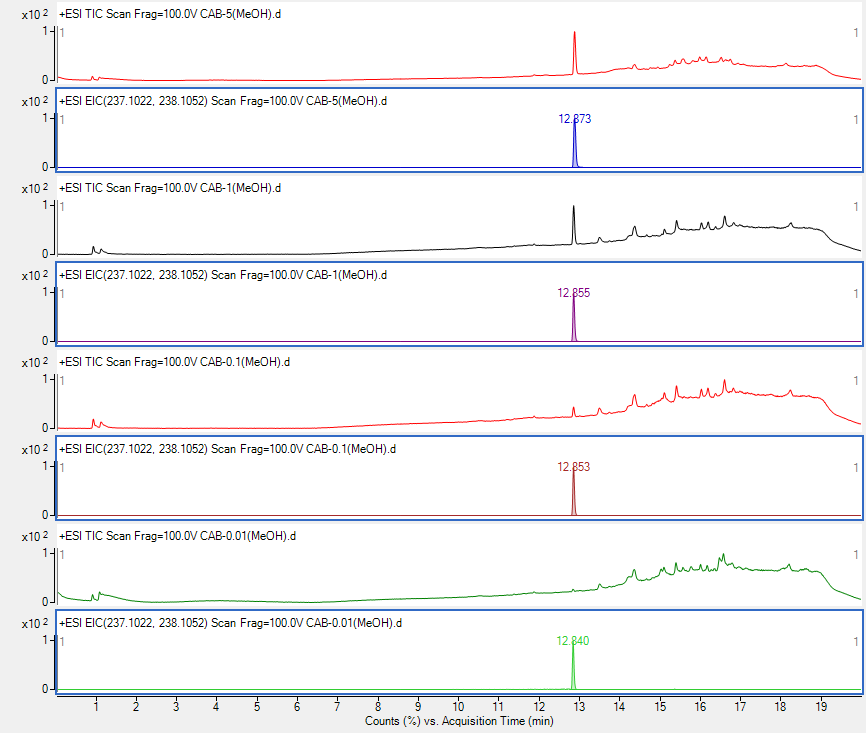 x10 2 +ESI TIC Scan Frag=100.0V CAB-5(MeOH).d
1 1 1
0
x10 2 +ESI EIC(237.1022, 238.1052) Scan Frag=100.0V CAB-5(MeOH).d
1 1 12.873 1
0
x10 2 +ESI TIC Scan Frag=100.0V CAB-1(MeOH).d
1 1 1
0
x10 2 +ESI EIC(237.1022, 238.1052) Scan Frag=100.0V CAB-1(MeOH).d
1 1 12.855 1
0
x10 2 +ESI TIC Scan Frag=100.0V CAB-0.1(MeOH).d
1 1 1
0
x10 2 +ESI EIC(237.1022, 238.1052) Scan Frag=100.0V CAB-0.1(MeOH).d
1 1 12.853 1
0
x10 2 +ESI TIC Scan Frag=100.0V CAB-0.01(MeOH).d
1 1 1
0
x10 2 +ESI EIC(237.1022, 238.1052) Scan Frag=100.0V CAB-0.01(MeOH).d
1 1 12.840 1
0
1 2 3 4 5 6 7 8 9 10 11 12 13 14 15 16 17 18 19
Counts (%) vs. Acquisition Time (min)